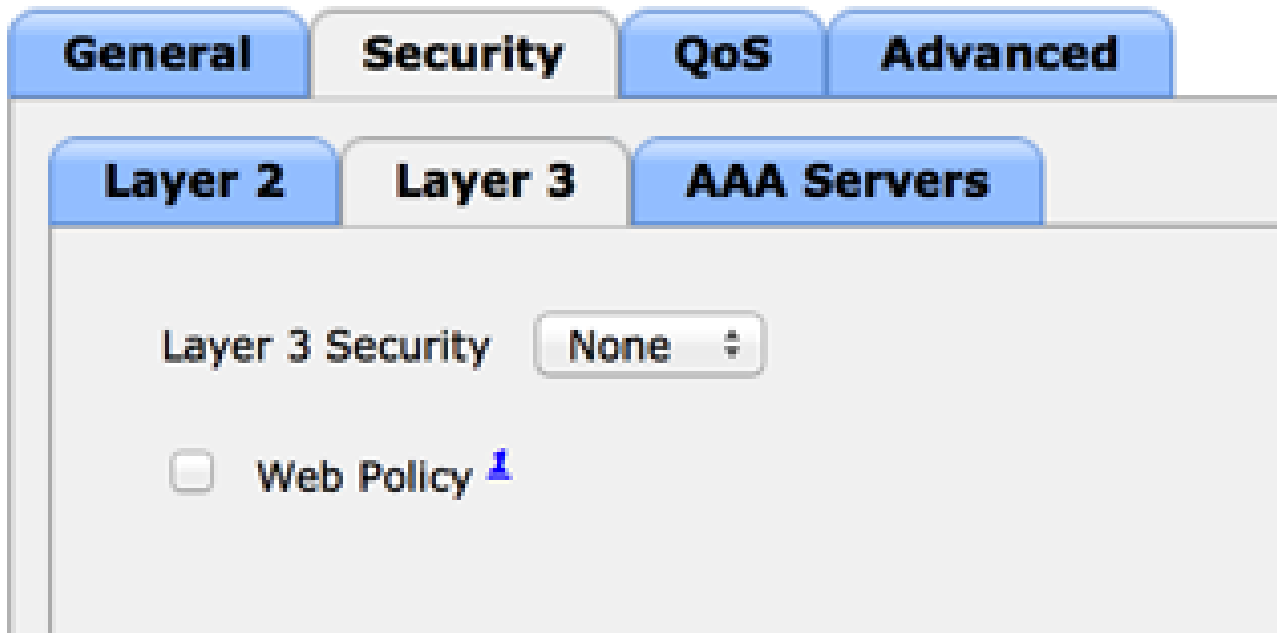 General Security QoS Advanced
Layer 2 Layer 3 AAA Servers
Layer 3 Security None
Web Policy 1